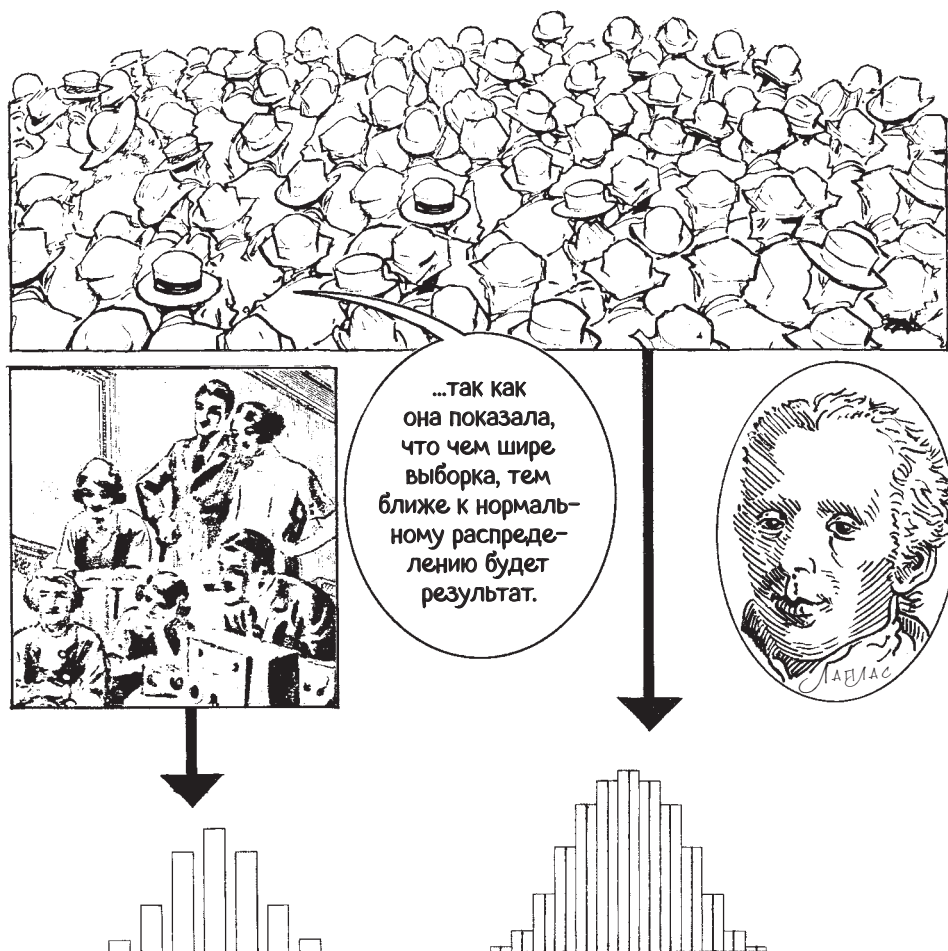 ...так как
она показала,
что чем шире
выборка, тем
ближе к нормаль-
ному распреде-
лению будет
результат.
Лаплас